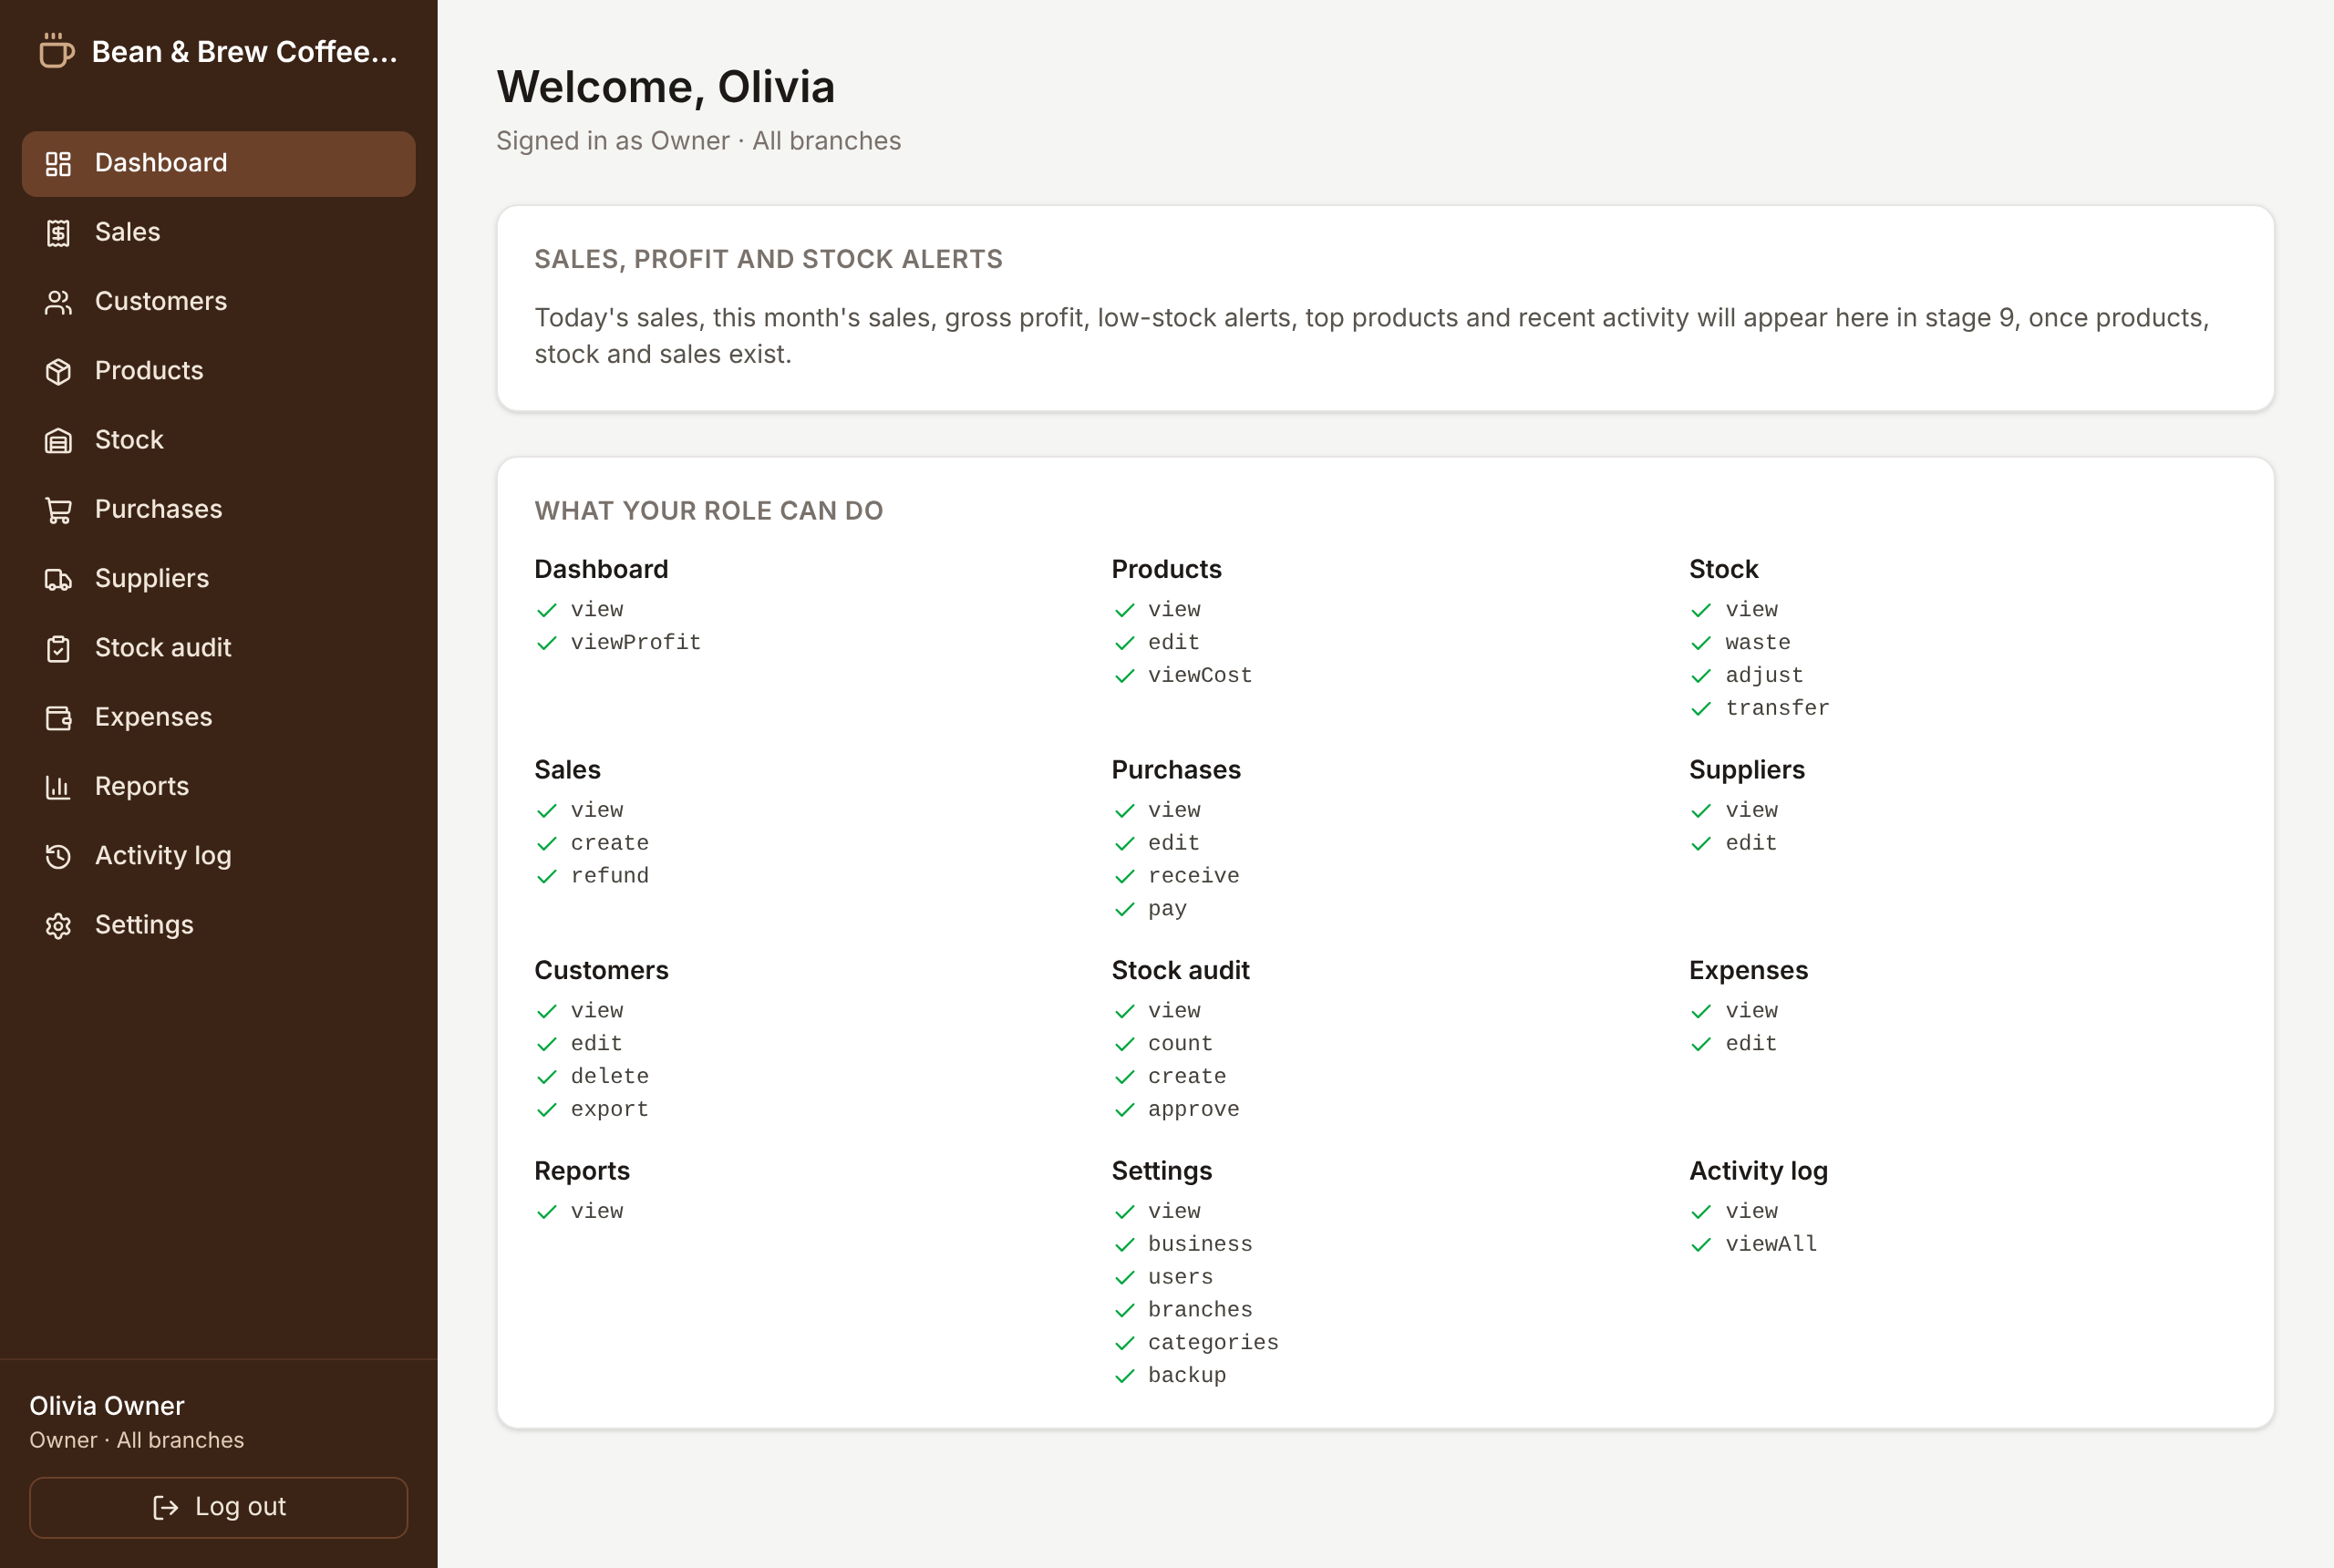 Bean & Brew Coffee...
Dashboard
Sales
Customers
Products
Stock
Purchases
Suppliers
Stock audit
Expenses
Reports
Activity log
Settings
Olivia Owner
Owner · All branches
Log out
Welcome, Olivia
Signed in as Owner · All branches
SALES, PROFIT AND STOCK ALERTS
Today's sales, this month's sales, gross profit, low-stock alerts, top products and recent activity will appear here in stage 9, once products,
stock and sales exist.
WHAT YOUR ROLE CAN DO
Dashboard
view
viewProfit
Products
view
edit
viewCost
Stock
view
waste
adjust
transfer
Sales
view
create
refund
Purchases
view
edit
receive
pay
Suppliers
view
edit
Customers
view
edit
delete
export
Stock audit
view
count
create
approve
Expenses
view
edit
Reports
view
Settings
view
business
users
branches
categories
backup
Activity log
view
viewAll